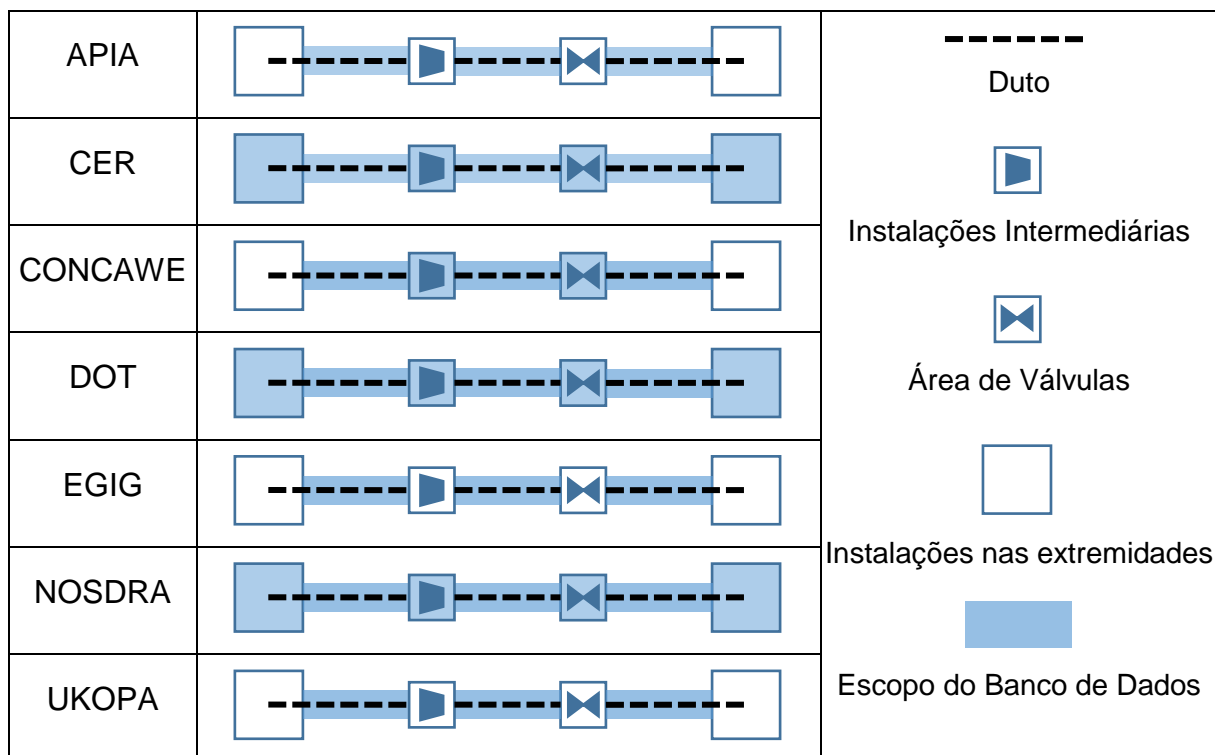 APIA
CER
CONCAWE
DOT
EGIG
NOSDRA
UKOPA
Duto
Instalações Intermediárias
Área de Válvulas
Instalações nas extremidades
Escopo do Banco de Dados